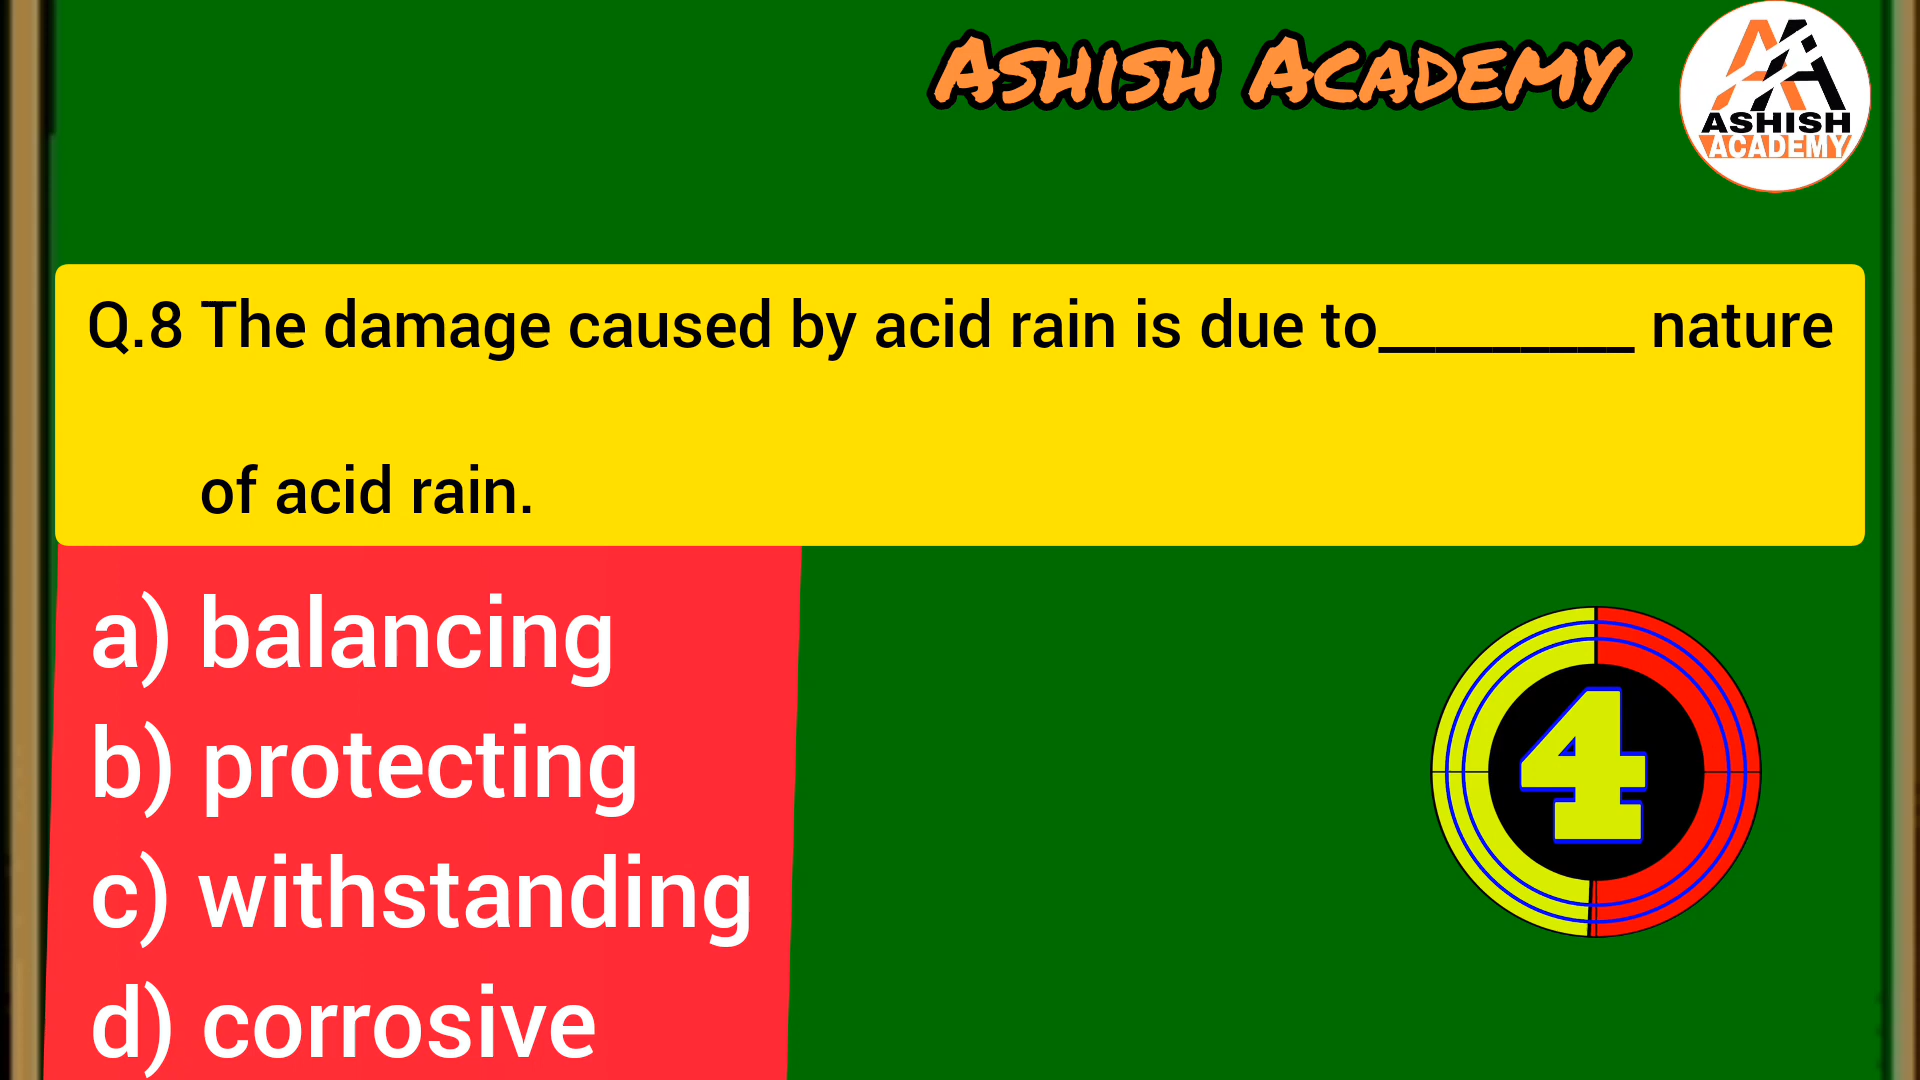 ASHISH ACADEMY
ASHISH
ACADEMY
Q.8 The damage caused by acid rain is due to_________ nature
of acid rain.
a) balancing
b) protecting
c) withstanding
d) corrosive
4